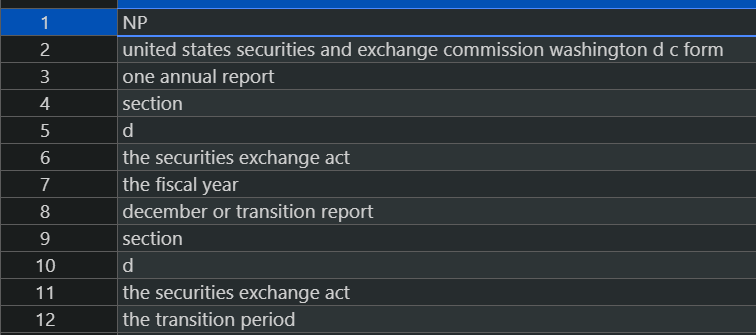 1 NP
2 united states securities and exchange commission washington d c form
3 one annual report
4 section
5 d
6 the securities exchange act
7 the fiscal year
8 december or transition report
9 section
10 d
11 the securities exchange act
12 the transition period